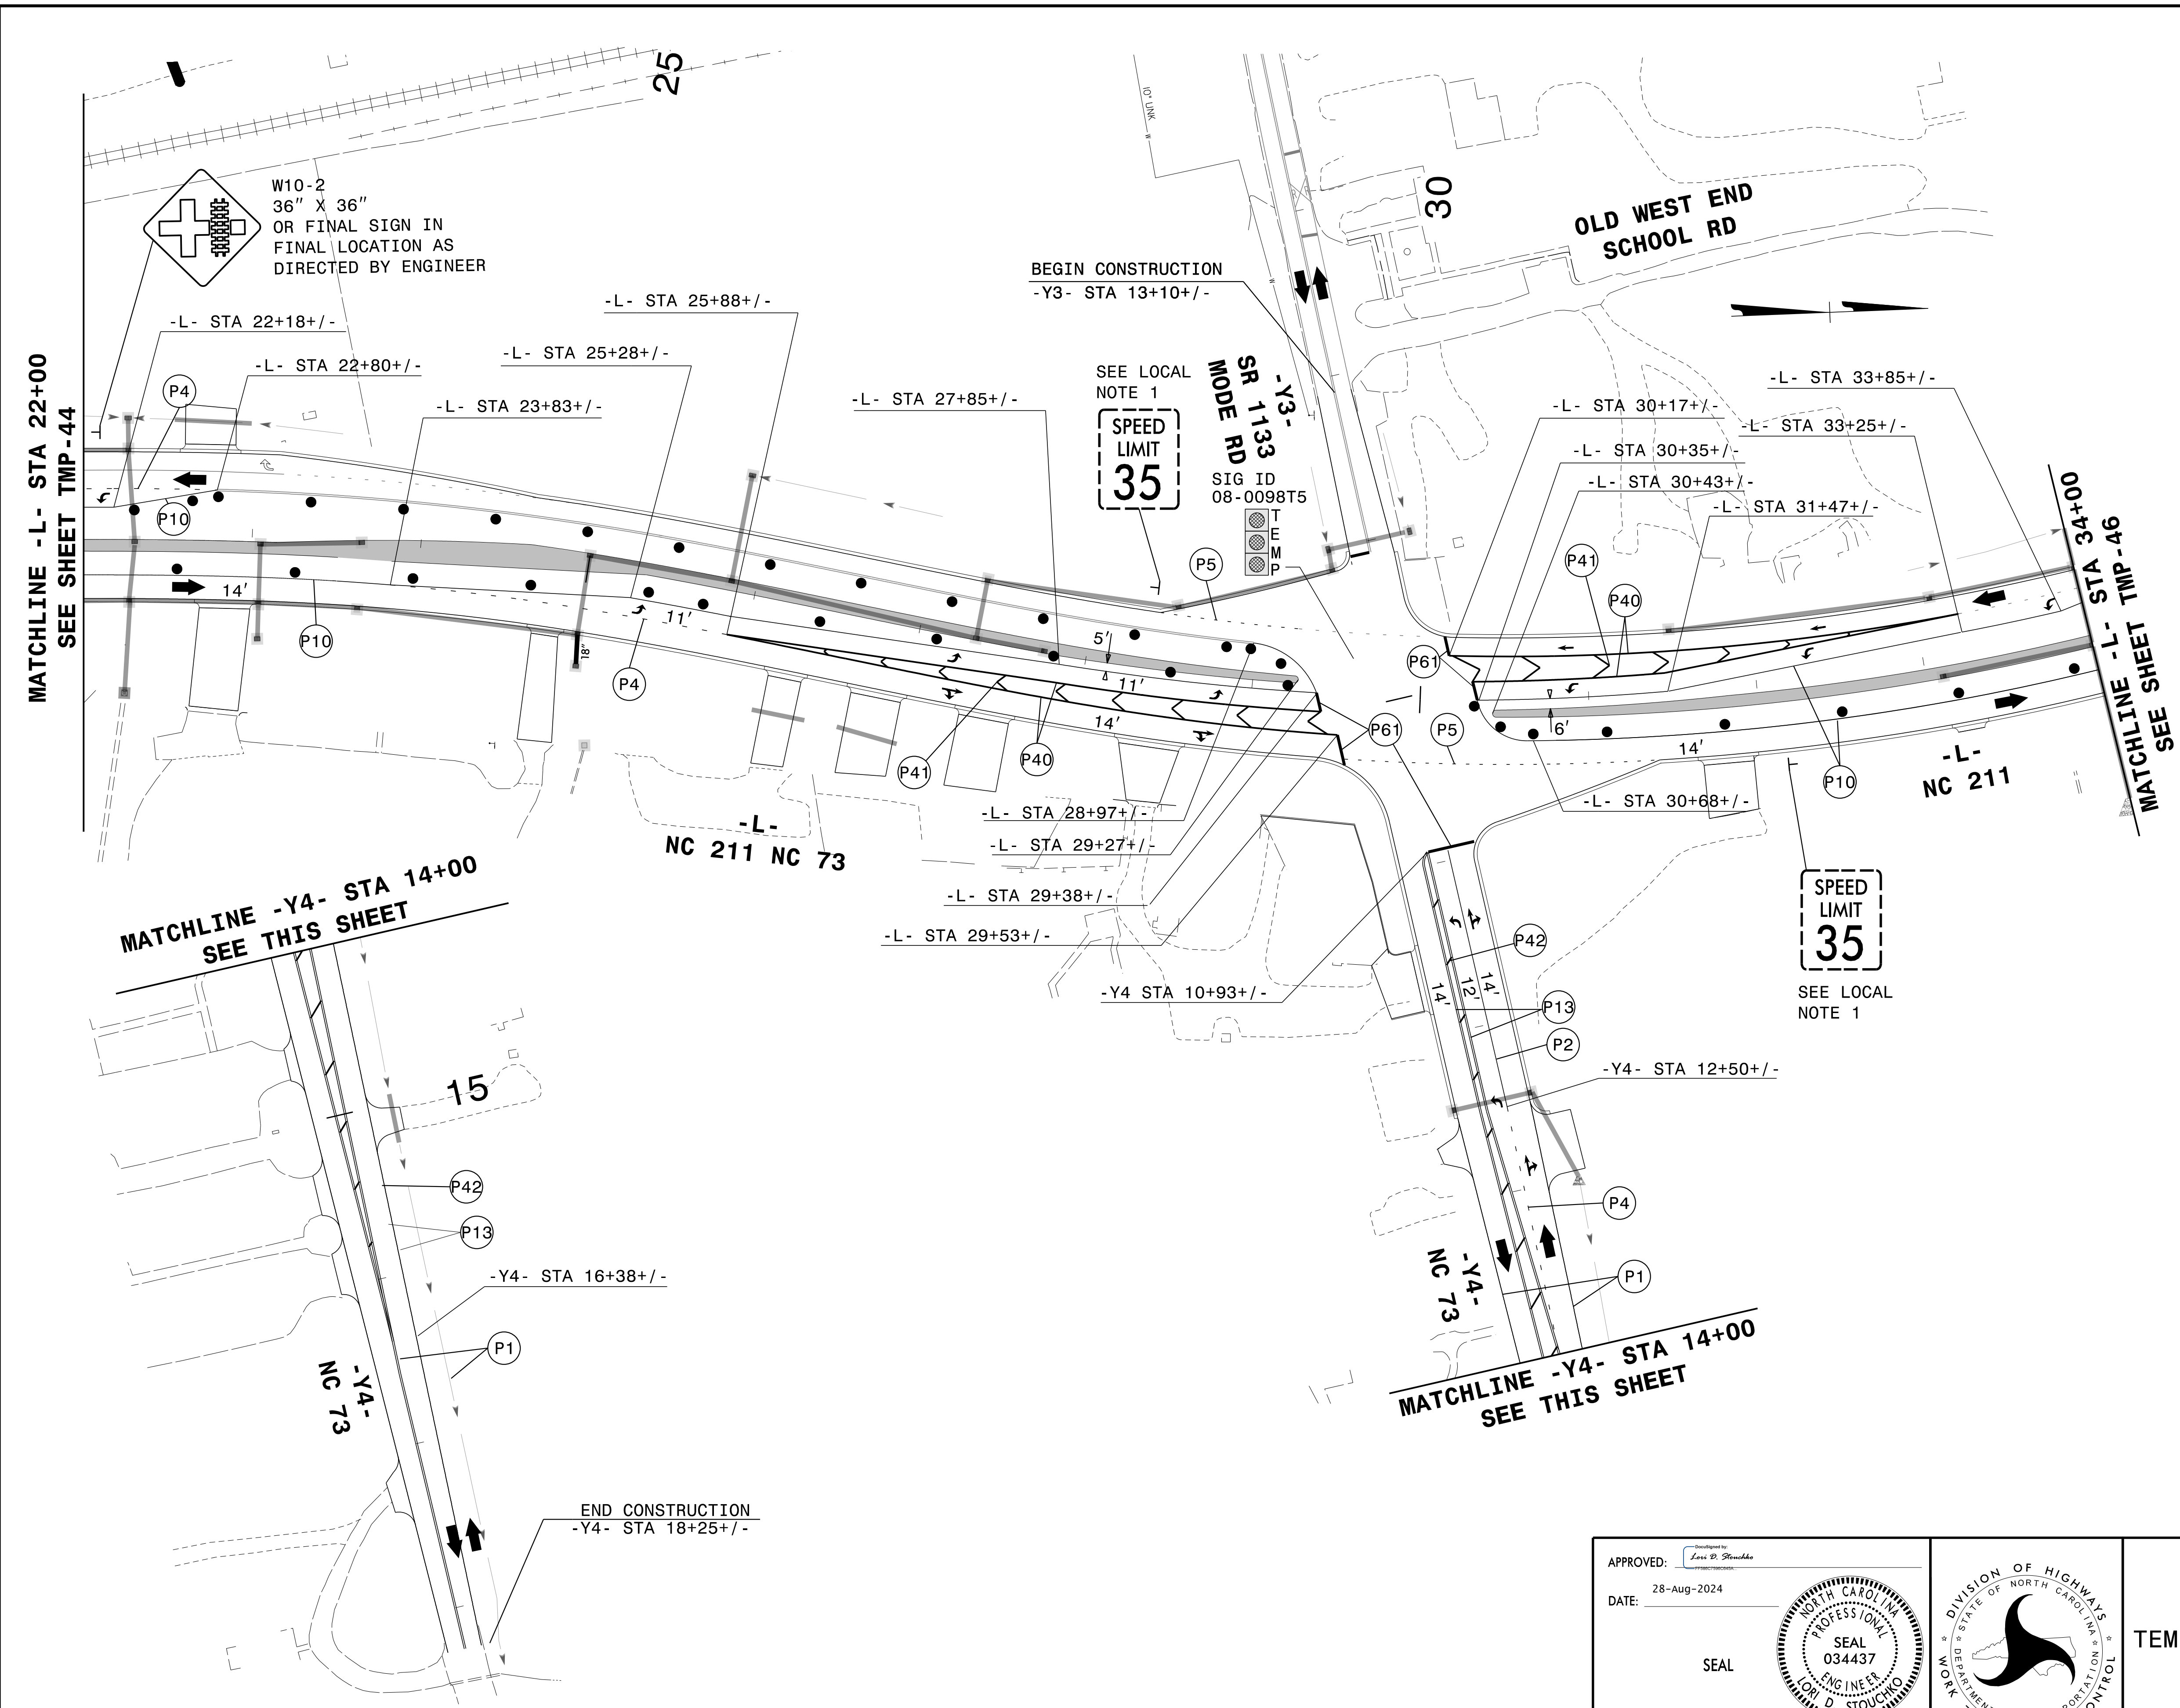 25
10" UNK
W
W
W10-2
36" X 36"
OR FINAL SIGN IN
FINAL LOCATION AS
DIRECTED BY ENGINEER
30
OLD WEST END
SCHOOL RD
BEGIN CONSTRUCTION
-Y3- STA 13+10+/-
-L- STA 25+88+/-
-L- STA 22+18+/-
-L- STA 25+28+/-
-L- STA 22+80+/-
-L- STA 23+83+/-
-L- STA 27+85+/-
MATCHLINE -L- STA 22+00
SEE SHEET TMP-44
P4
P10
SEE LOCAL
NOTE 1
SPEED
LIMIT
35
-Y3-
SR 1133
MODE RD
SIG ID
08-0098T5
TEMP
P5
-L- STA 33+85+/-
-L- STA 30+17+/-
-L- STA 33+25+/-
-L- STA 30+35+/-
-L- STA 30+43+/-
-L- STA 31+47+/-
MATCHLINE -L- STA 34+00
SEE SHEET TMP-46
P41
P40
P61
14'
P10
11'
18"
P4
5'
11'
14'
P41
P40
P61
P5
6'
14'
P10
-L-
NC 211
-L- STA 30+68+/-
-L-
NC 211 NC 73
-L- STA 28+97+/-
-L- STA 29+27+/-
-L- STA 29+38+/-
-L- STA 29+53+/-
-Y4 STA 10+93+/-
SPEED
LIMIT
35
SEE LOCAL
NOTE 1
P42
14'
12'
14'
P13
P2
-Y4- STA 12+50+/-
P4
P1
-Y4-
NC 73
MATCHLINE -Y4- STA 14+00
SEE THIS SHEET
MATCHLINE -Y4- STA 14+00
SEE THIS SHEET
15
P42
P13
-Y4- STA 16+38+/-
P1
-Y4-
NC 73
END CONSTRUCTION
-Y4- STA 18+25+/-
APPROVED:
DocuSigned by:
Lori D. Stouchko
DATE: 28-Aug-2024
SEAL
NORTH CAROLINA
PROFESSIONAL
SEAL
034437
ENGINEER
LORI D. STOUCHKO
DIVISION OF HIGHWAYS
STATE OF NORTH CAROLINA
WORK
TEM